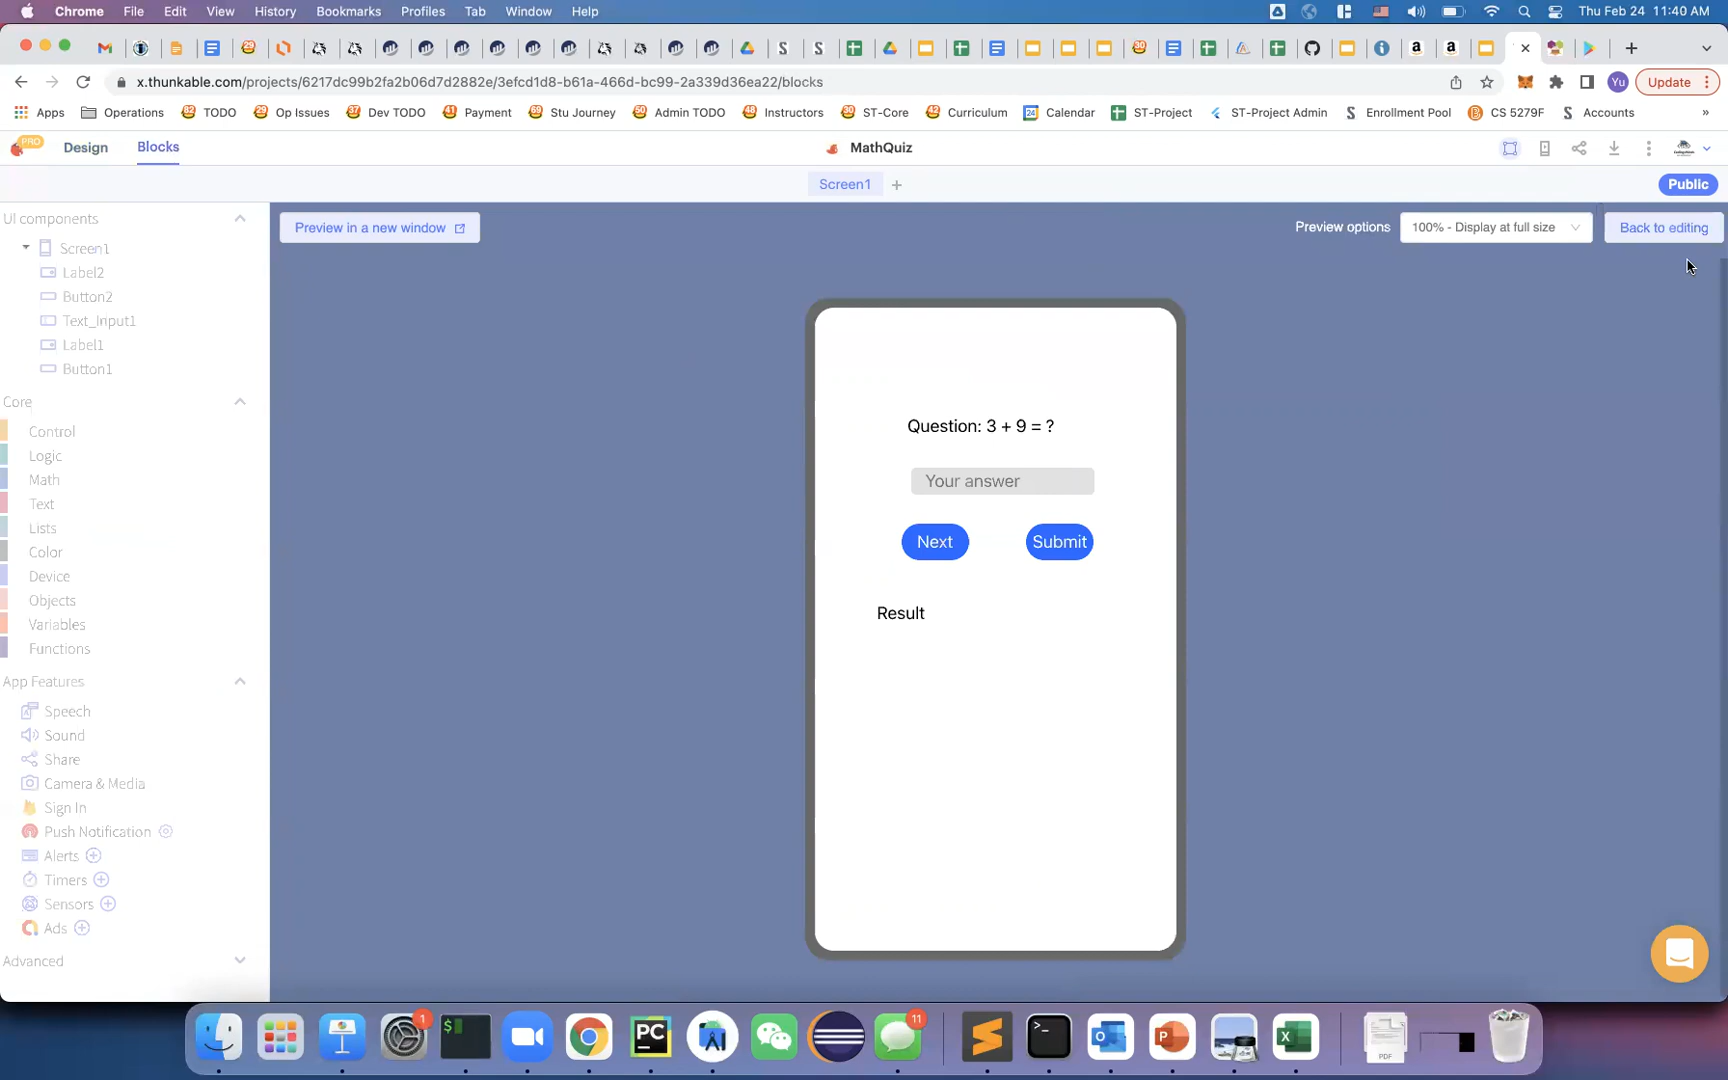 Chrome File Edit View History Bookmarks Profiles Tab Window Help Thu Feb 24 11:40 AM
x.thunkable.com/projects/6217dc99b2fa2b06d7d2882e/3efcd1d8-b61a-466d-bc99-2a339d36ea22/blocks Yu Update
Apps Operations TODO Op Issues Dev TODO Payment Stu Journey Admin TODO Instructors ST-Core Curriculum Calendar ST-Project ST-Project Admin Enrollment Pool CS 5279F Accounts »
PRO Design Blocks MathQuiz
Screen1 + Public
UI components
Preview in a new window Preview options 100% - Display at full size Back to editing
Screen1
Label2
Button2
Text_Input1
Label1
Button1
Core
Control
Logic
Math
Text
Lists
Color
Device
Objects
Variables
Functions
App Features
Speech
Sound
Share
Camera & Media
Sign In
Push Notification
Alerts
Timers
Sensors
Ads
Advanced
Question: 3 + 9 = ?
Your answer
Next Submit
Result
1 PC 11 PDF